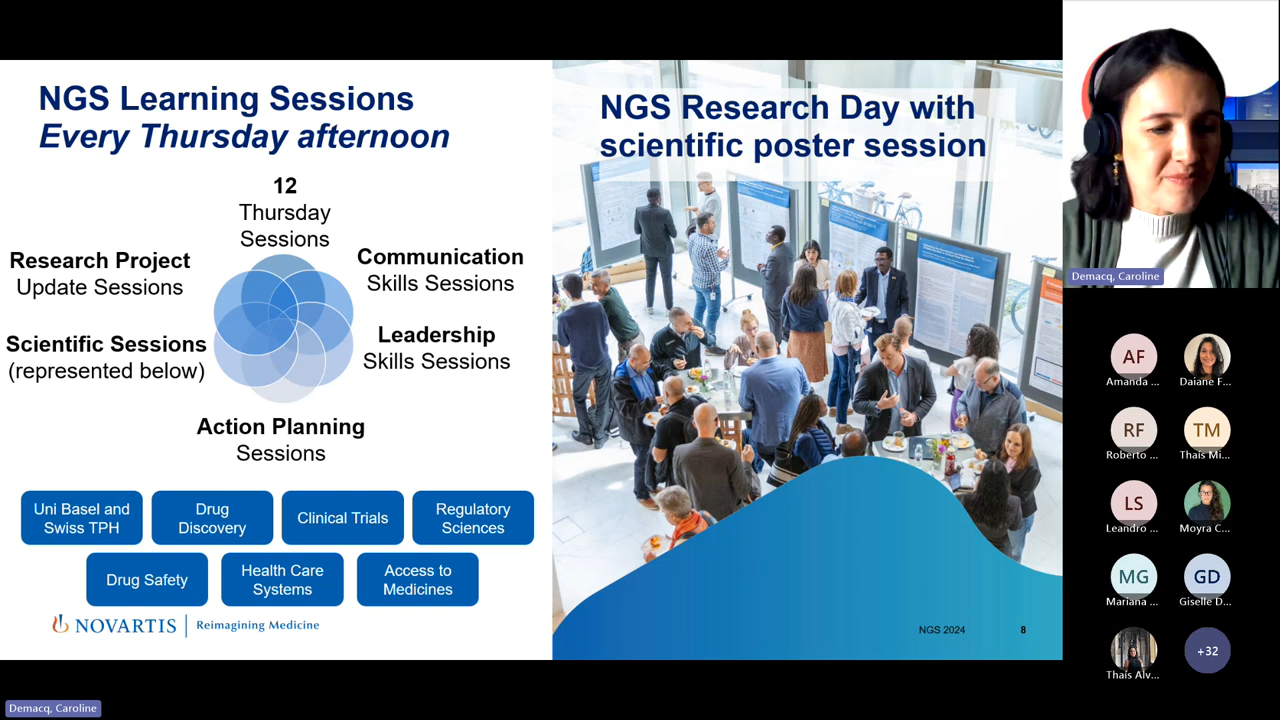 NGS Learning Sessions
Every Thursday afternoon
12
Thursday
Sessions
Research Project
Update Sessions
Communication
Skills Sessions
Scientific Sessions
(represented below)
Leadership
Skills Sessions
Action Planning
Sessions
Uni Basel and
Swiss TPH
Drug
Discovery
Clinical Trials
Regulatory
Sciences
Drug Safety
Health Care
Systems
Access to
Medicines
NOVARTIS
Reimagining Medicine
NGS Research Day with
scientific poster session
NGS 2024
8
Demacq, Caroline
AF
Amanda ...
Daiane F...
RF
Roberto ...
TM
Thais Mi...
LS
Leandro ...
Moyra C...
MG
Mariana ...
GD
Giselle D...
Thaís Alv...
+32
Demacq, Caroline